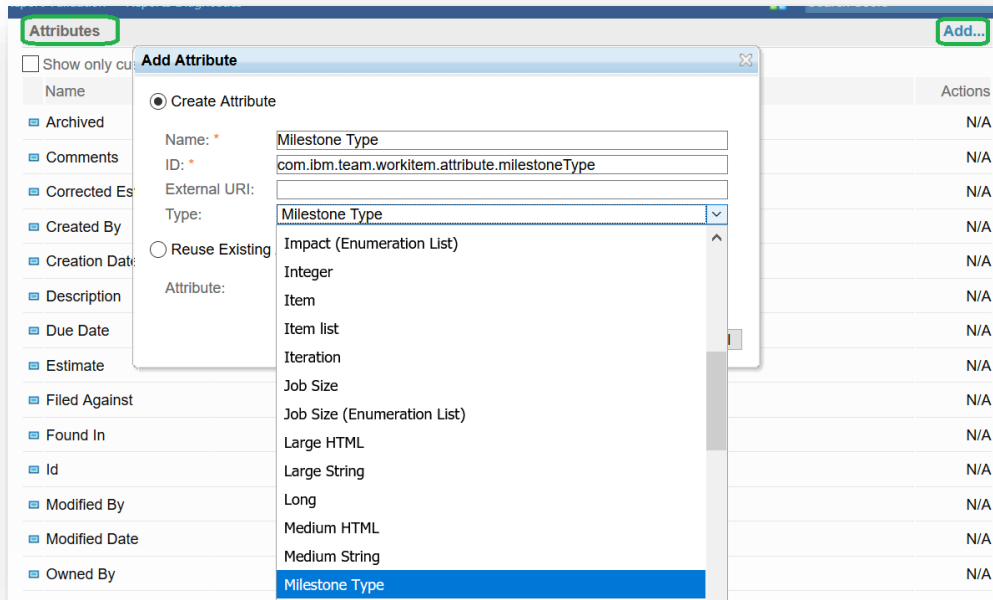 Attributes
Add...
Show only cu
Add Attribute
Name
Actions
Create Attribute
Archived
N/A
Name: *
Milestone Type
Comments
N/A
ID: *
com.ibm.team.workitem.attribute.milestoneType
Corrected Es
External URI:
N/A
Type:
Milestone Type
Created By
N/A
Impact (Enumeration List)
Reuse Existing
Creation Date
N/A
Integer
Attribute:
Description
Item
N/A
Due Date
Item list
N/A
Iteration
Estimate
N/A
Job Size
Filed Against
N/A
Job Size (Enumeration List)
Found In
N/A
Large HTML
Id
Large String
N/A
Long
Modified By
N/A
Medium HTML
Modified Date
N/A
Medium String
Owned By
N/A
Milestone Type